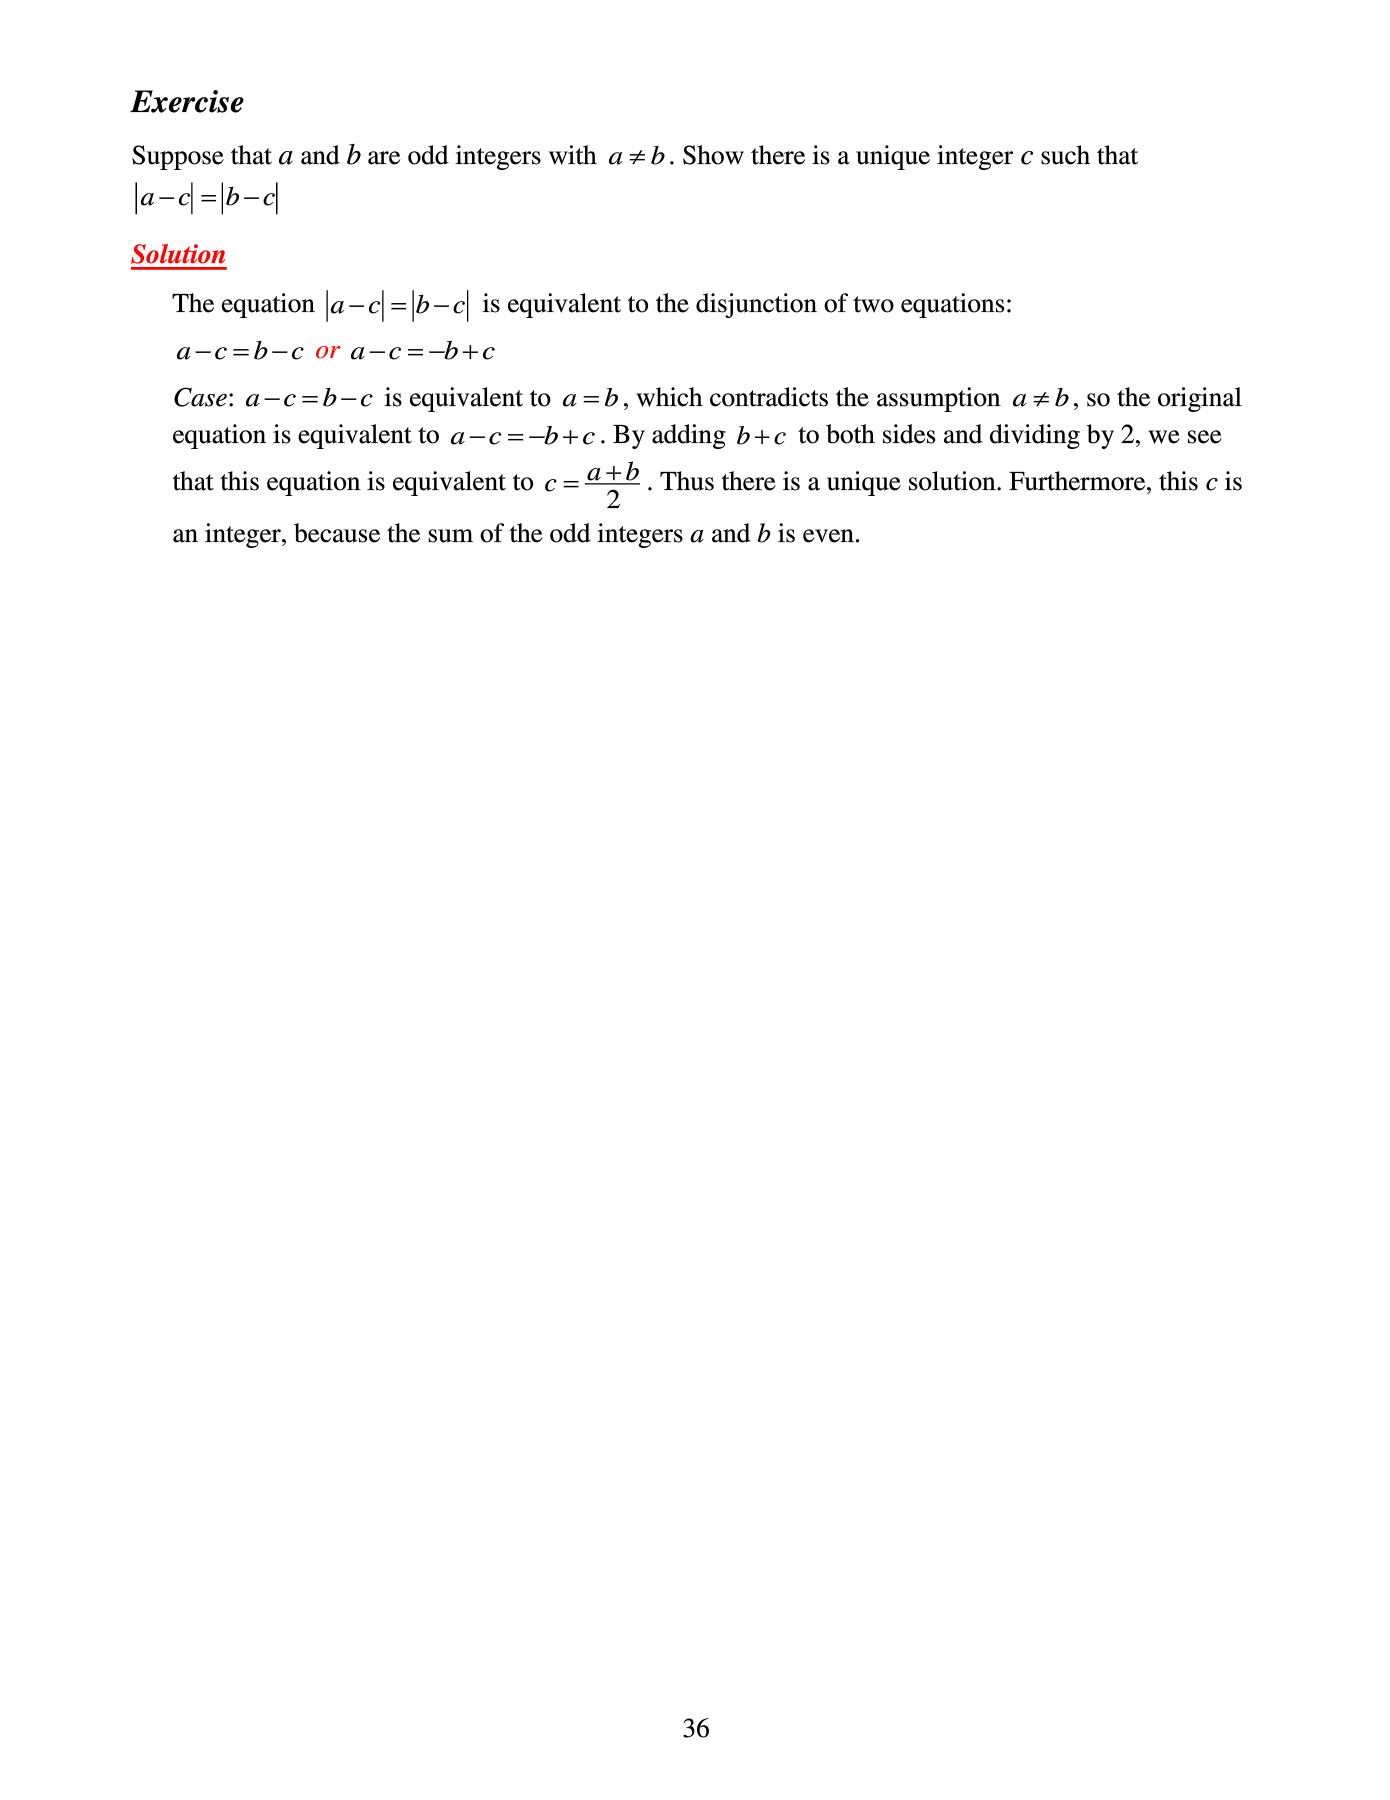 Exercise
Suppose that a and b are odd integers with a ≠ b. Show there is a unique integer c such that
|a − c| = |b − c|
Solution
The equation |a − c| = |b − c| is equivalent to the disjunction of two equations:
a − c = b − c or a − c = −b + c
Case: a − c = b − c is equivalent to a = b, which contradicts the assumption a ≠ b, so the original
equation is equivalent to a − c = −b + c. By adding b + c to both sides and dividing by 2, we see
that this equation is equivalent to c = \frac{a+b}{2}. Thus there is a unique solution. Furthermore, this c is
an integer, because the sum of the odd integers a and b is even.
36